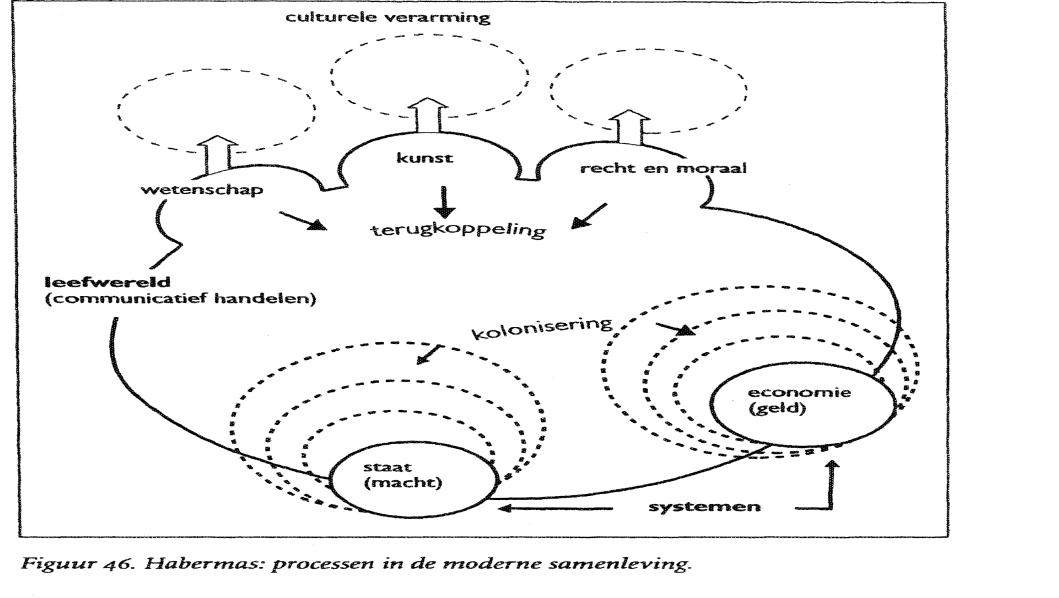 culturele verarming
kunst
recht en moraal
wetenschap
terugkoppeling
leefwereld
(communicatief handelen)
kolonisering
economie
(geld)
staat
(macht)
systemen
Figuur 46. Habermas: processen in de moderne samenleving.